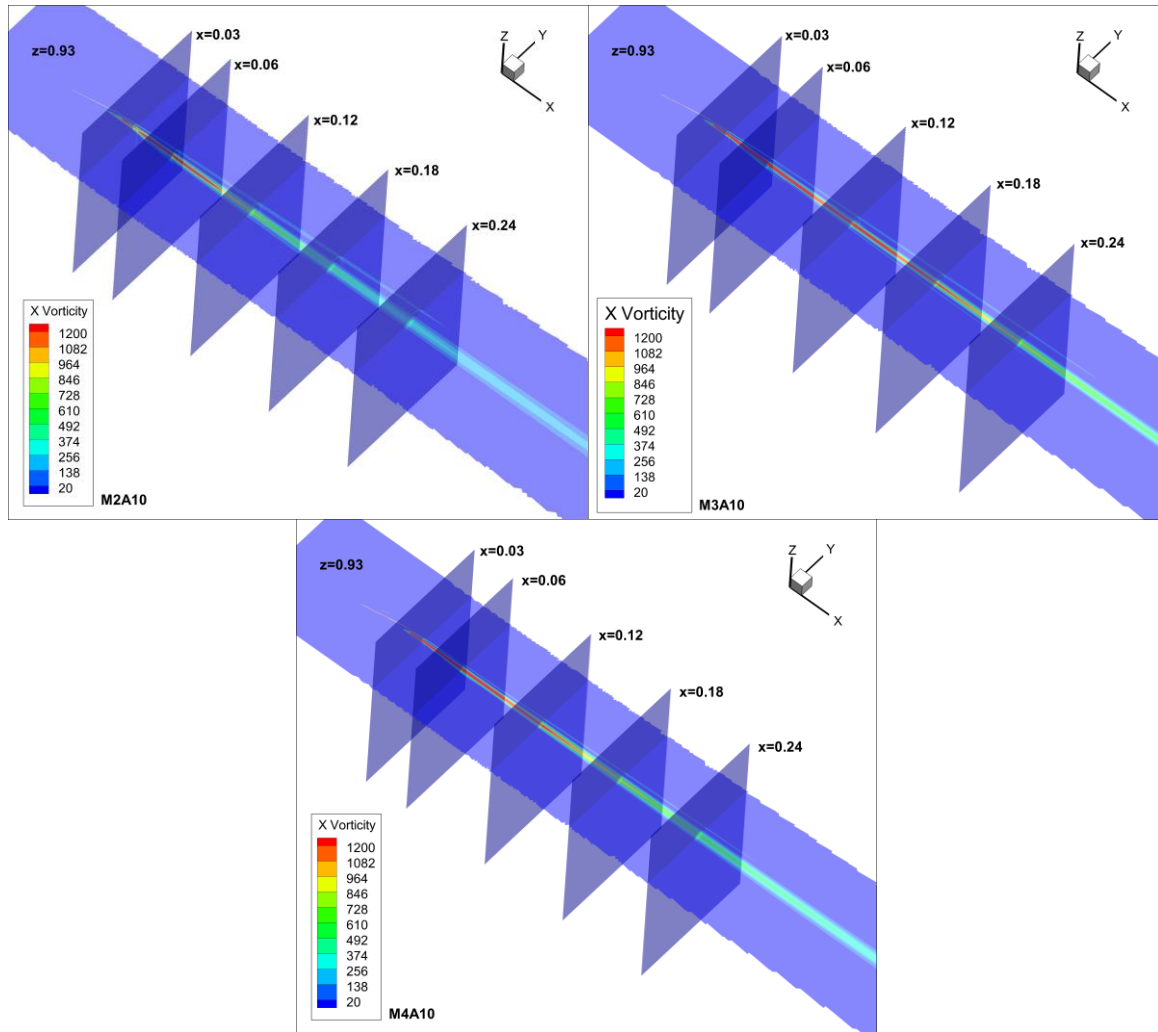 x=0.03
z=0.93
x=0.06
x=0.12
x=0.18
x=0.24
Z
Y
X
X Vorticity
1200
1082
964
846
728
610
492
374
256
138
20
M2A10
x=0.03
z=0.93
x=0.06
x=0.12
x=0.18
x=0.24
Z
Y
X
X Vorticity
1200
1082
964
846
728
610
492
374
256
138
20
M3A10
x=0.03
z=0.93
x=0.06
x=0.12
x=0.18
x=0.24
Z
Y
X
X Vorticity
1200
1082
964
846
728
610
492
374
256
138
20
M4A10